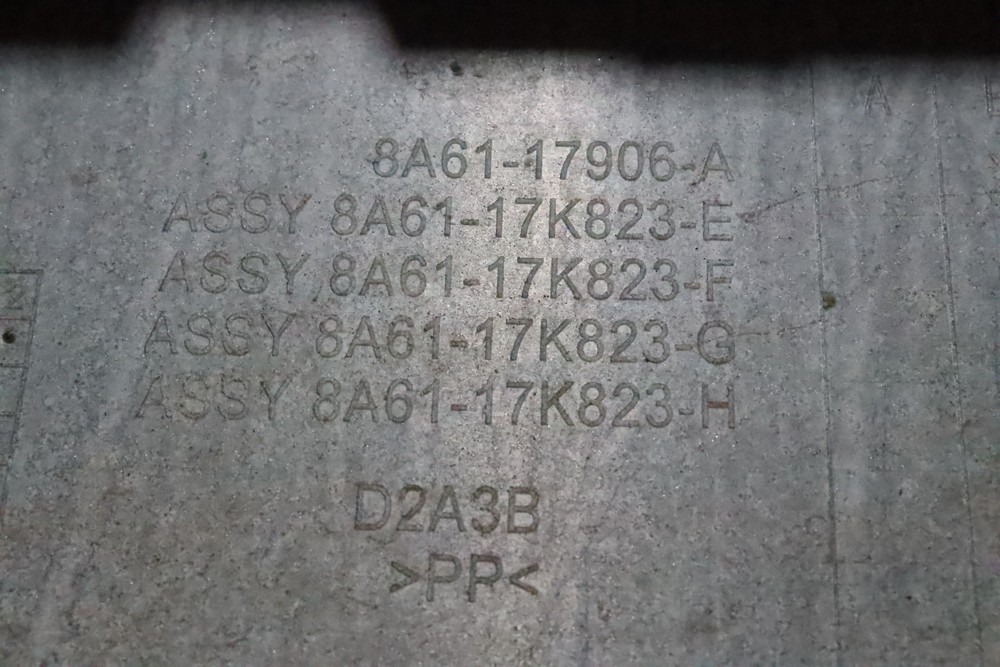 8A61-17906-A
ASSY 8A61-17K823-E
ASSY 8A61-17K823-F
ASSY 8A61-17K823-G
ASSY 8A61-17K823-H
D2A3B
>PP<
A